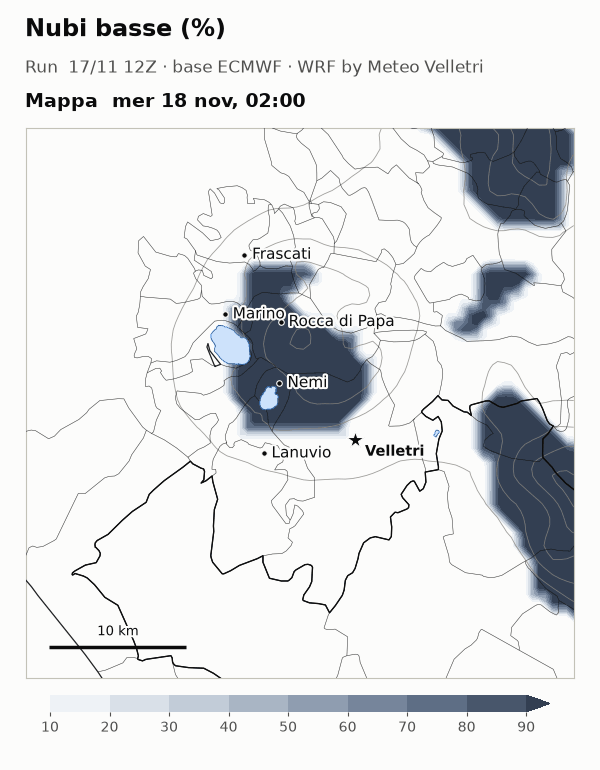 Nubi basse (%)
Run  17/11 12Z · base ECMWF · WRF by Meteo Velletri
Mappa  mer 18 nov, 02:00
Frascati
Marino
Rocca di Papa
Nemi
Velletri
Lanuvio
10 km
10 20 30 40 50 60 70 80 90